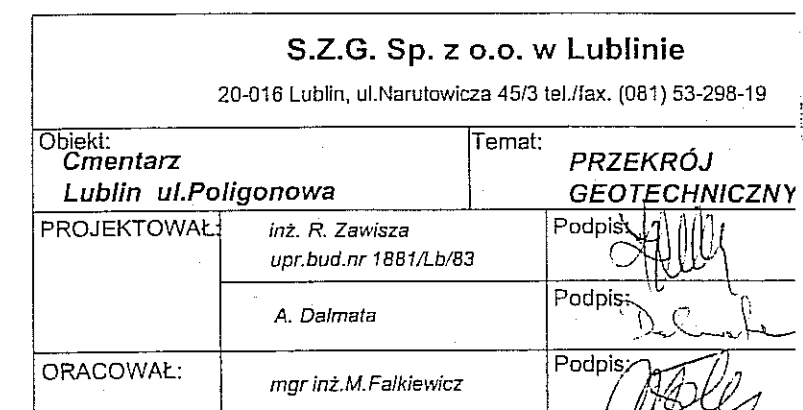 S.Z.G. Sp. z o.o. w Lublinie
20-016 Lublin, ul.Narutowicza 45/3 tel./fax. (081) 53-298-19
Obiekt:
Cmentarz
Lublin ul.Poligonowa
Temat:
PRZEKRÓJ
GEOTECHNICZNY
PROJEKTOWAŁ:
inż. R. Zawisza
upr.bud.nr 1881/Lb/83
Podpis:
A. Dalmata
Podpis:
ORACOWAŁ:
mgr inż.M.Falkiewicz
Podpis: